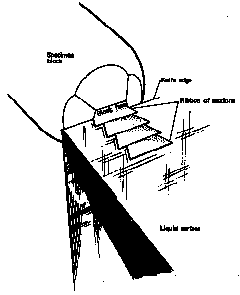 Specimen
block
Knife edge
Ribbon of sections
Liquid surface